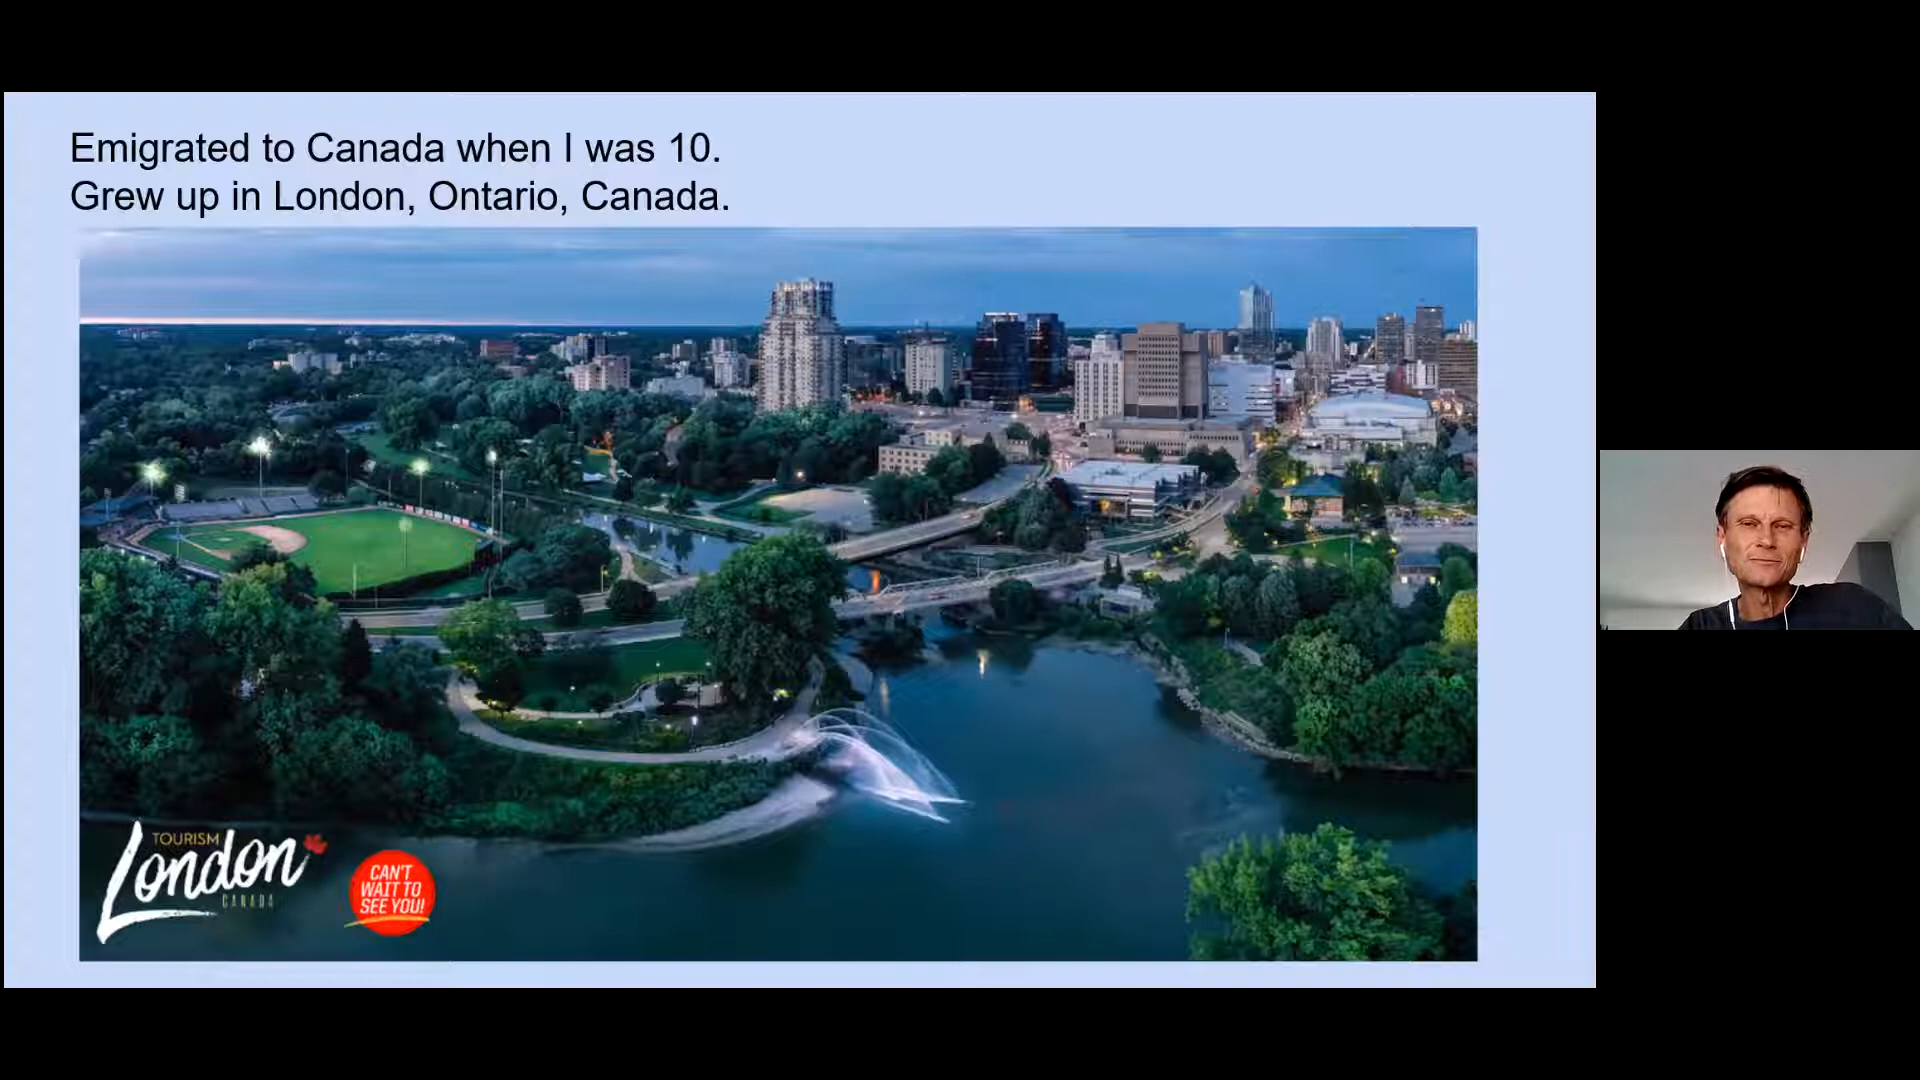 Emigrated to Canada when I was 10.
Grew up in London, Ontario, Canada.
TOURISM
London
CANADA
CAN'T
WAIT TO
SEE YOU!